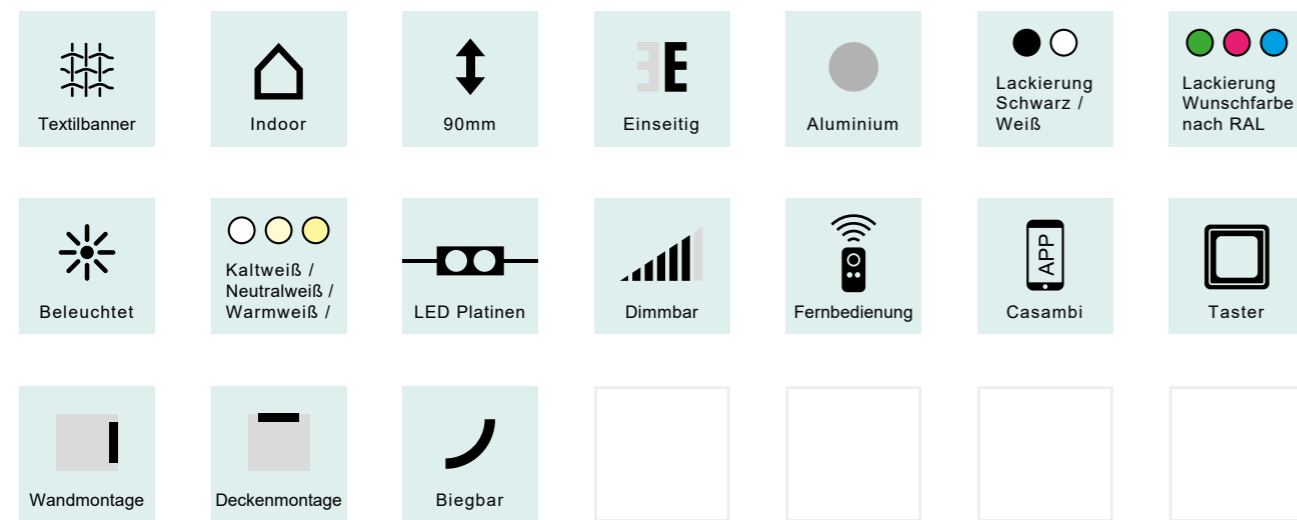 Textilbanner
Indoor
90mm
Einseitig
Aluminium
Lackierung
Schwarz /
Weiß
Lackierung
Wunschfarbe
nach RAL
Beleuchtet
Kaltweiß /
Neutralweiß /
Warmweiß /
LED Platinen
Dimmbar
Fernbedienung
APP
Casambi
Taster
Wandmontage
Deckenmontage
Biegbar